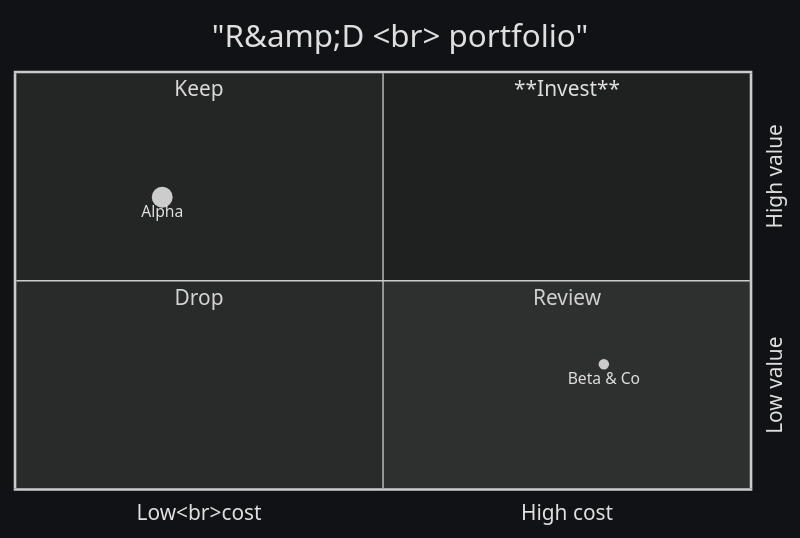 "R&amp;D <br> portfolio"
Keep
**Invest**
High value
Alpha
Drop
Review
Low value
Beta & Co
Low<br>cost
High cost